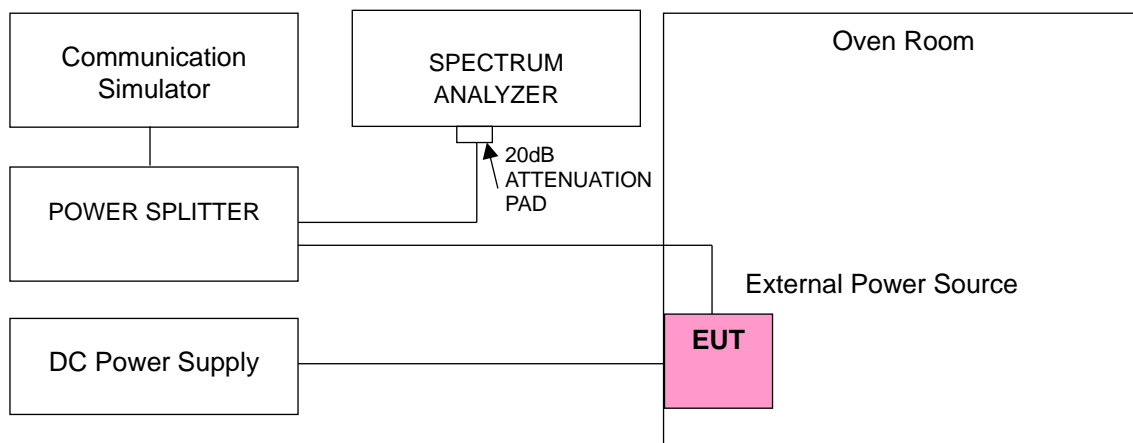 Communication
Simulator
SPECTRUM
ANALYZER
Oven Room
20dB
ATTENUATION
PAD
POWER SPLITTER
External Power Source
EUT
DC Power Supply